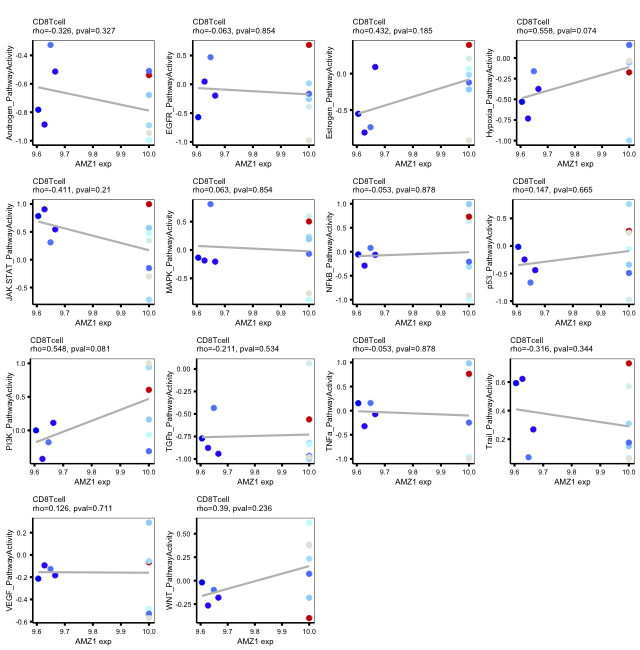 CD8Tcell
rho=-0.326, pval=0.327
Androgen_PathwayActivity
-0.4
-0.6
-0.8
-1.0
9.6 9.7 9.8 9.9 10.0
AMZ1 exp
CD8Tcell
rho=-0.063, pval=0.854
EGFR_PathwayActivity
0.5
0.0
-0.5
-1.0
9.6 9.7 9.8 9.9 10.0
AMZ1 exp
CD8Tcell
rho=0.432, pval=0.185
Estrogen_PathwayActivity
0.0
-0.5
9.6 9.7 9.8 9.9 10.0
AMZ1 exp
CD8Tcell
rho=0.558, pval=0.074
Hypoxia_PathwayActivity
0.00
-0.25
-0.50
-0.75
-1.00
9.6 9.7 9.8 9.9 10.0
AMZ1 exp
CD8Tcell
rho=-0.411, pval=0.21
JAK.STAT_PathwayActivity
1.0
0.5
0.0
-0.5
9.6 9.7 9.8 9.9 10.0
AMZ1 exp
CD8Tcell
rho=0.063, pval=0.854
MAPK_PathwayActivity
0.5
0.0
-0.5
9.6 9.7 9.8 9.9 10.0
AMZ1 exp
CD8Tcell
rho=-0.053, pval=0.878
NFkB_PathwayActivity
1.0
0.5
0.0
-0.5
-1.0
9.6 9.7 9.8 9.9 10.0
AMZ1 exp
CD8Tcell
rho=0.147, pval=0.665
p53_PathwayActivity
0.5
0.0
-0.5
-1.0
9.6 9.7 9.8 9.9 10.0
AMZ1 exp
CD8Tcell
rho=0.548, pval=0.081
PI3K_PathwayActivity
1.0
0.5
0.0
9.6 9.7 9.8 9.9 10.0
AMZ1 exp
CD8Tcell
rho=-0.211, pval=0.534
TGFb_PathwayActivity
0.00
-0.25
-0.50
-0.75
-1.00
9.6 9.7 9.8 9.9 10.0
AMZ1 exp
CD8Tcell
rho=-0.053, pval=0.878
TNFa_PathwayActivity
1.0
0.5
0.0
-0.5
-1.0
9.6 9.7 9.8 9.9 10.0
AMZ1 exp
CD8Tcell
rho=-0.316, pval=0.344
Trail_PathwayActivity
0.6
0.4
0.2
9.6 9.7 9.8 9.9 10.0
AMZ1 exp
CD8Tcell
rho=0.126, pval=0.711
VEGF_PathwayActivity
0.2
0.0
-0.2
-0.4
-0.6
9.6 9.7 9.8 9.9 10.0
AMZ1 exp
CD8Tcell
rho=0.39, pval=0.236
WNT_PathwayActivity
0.50
0.25
0.00
-0.25
9.6 9.7 9.8 9.9 10.0
AMZ1 exp